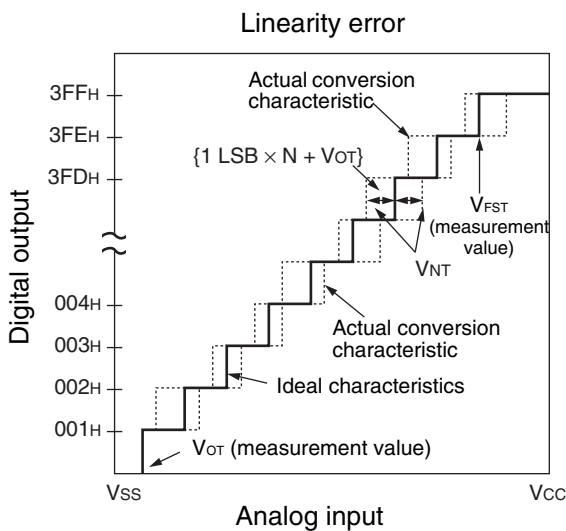 Linearity error
3FFH
3FEH
3FDH
004H
003H
002H
001H
Digital output
Actual conversion
characteristic
{1 LSB × N + VOT}
VFST
(measurement
value)
VNT
Actual conversion
characteristic
Ideal characteristics
VOT (measurement value)
VSS
VCC
Analog input